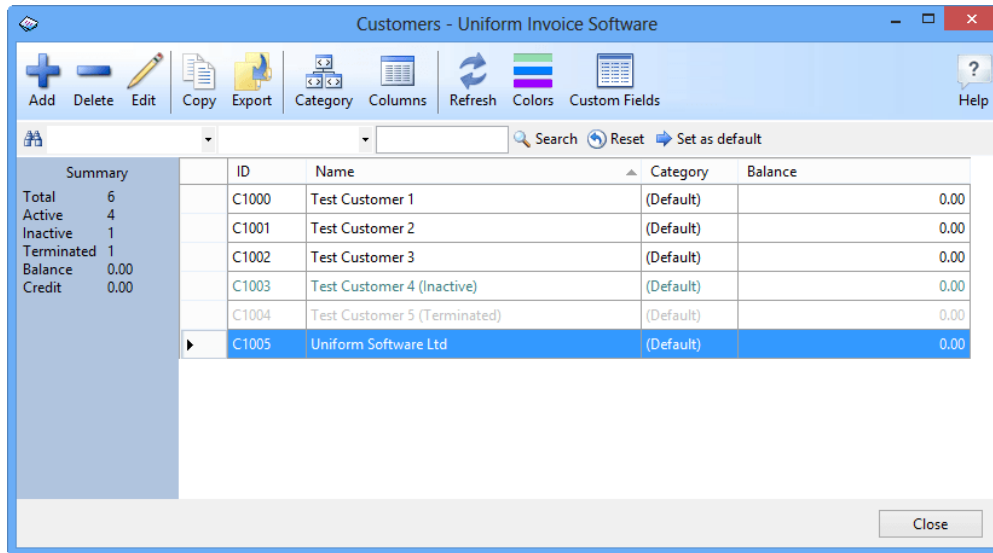 Customers - Uniform Invoice Software
Add Delete Edit Copy Export Category Columns Refresh Colors Custom Fields Help
Search Reset Set as default
Summary
Total 6
Active 4
Inactive 1
Terminated 1
Balance 0.00
Credit 0.00
ID Name Category Balance
C1000 Test Customer 1 (Default) 0.00
C1001 Test Customer 2 (Default) 0.00
C1002 Test Customer 3 (Default) 0.00
C1003 Test Customer 4 (Inactive) (Default) 0.00
C1004 Test Customer 5 (Terminated) (Default) 0.00
C1005 Uniform Software Ltd (Default) 0.00
Close